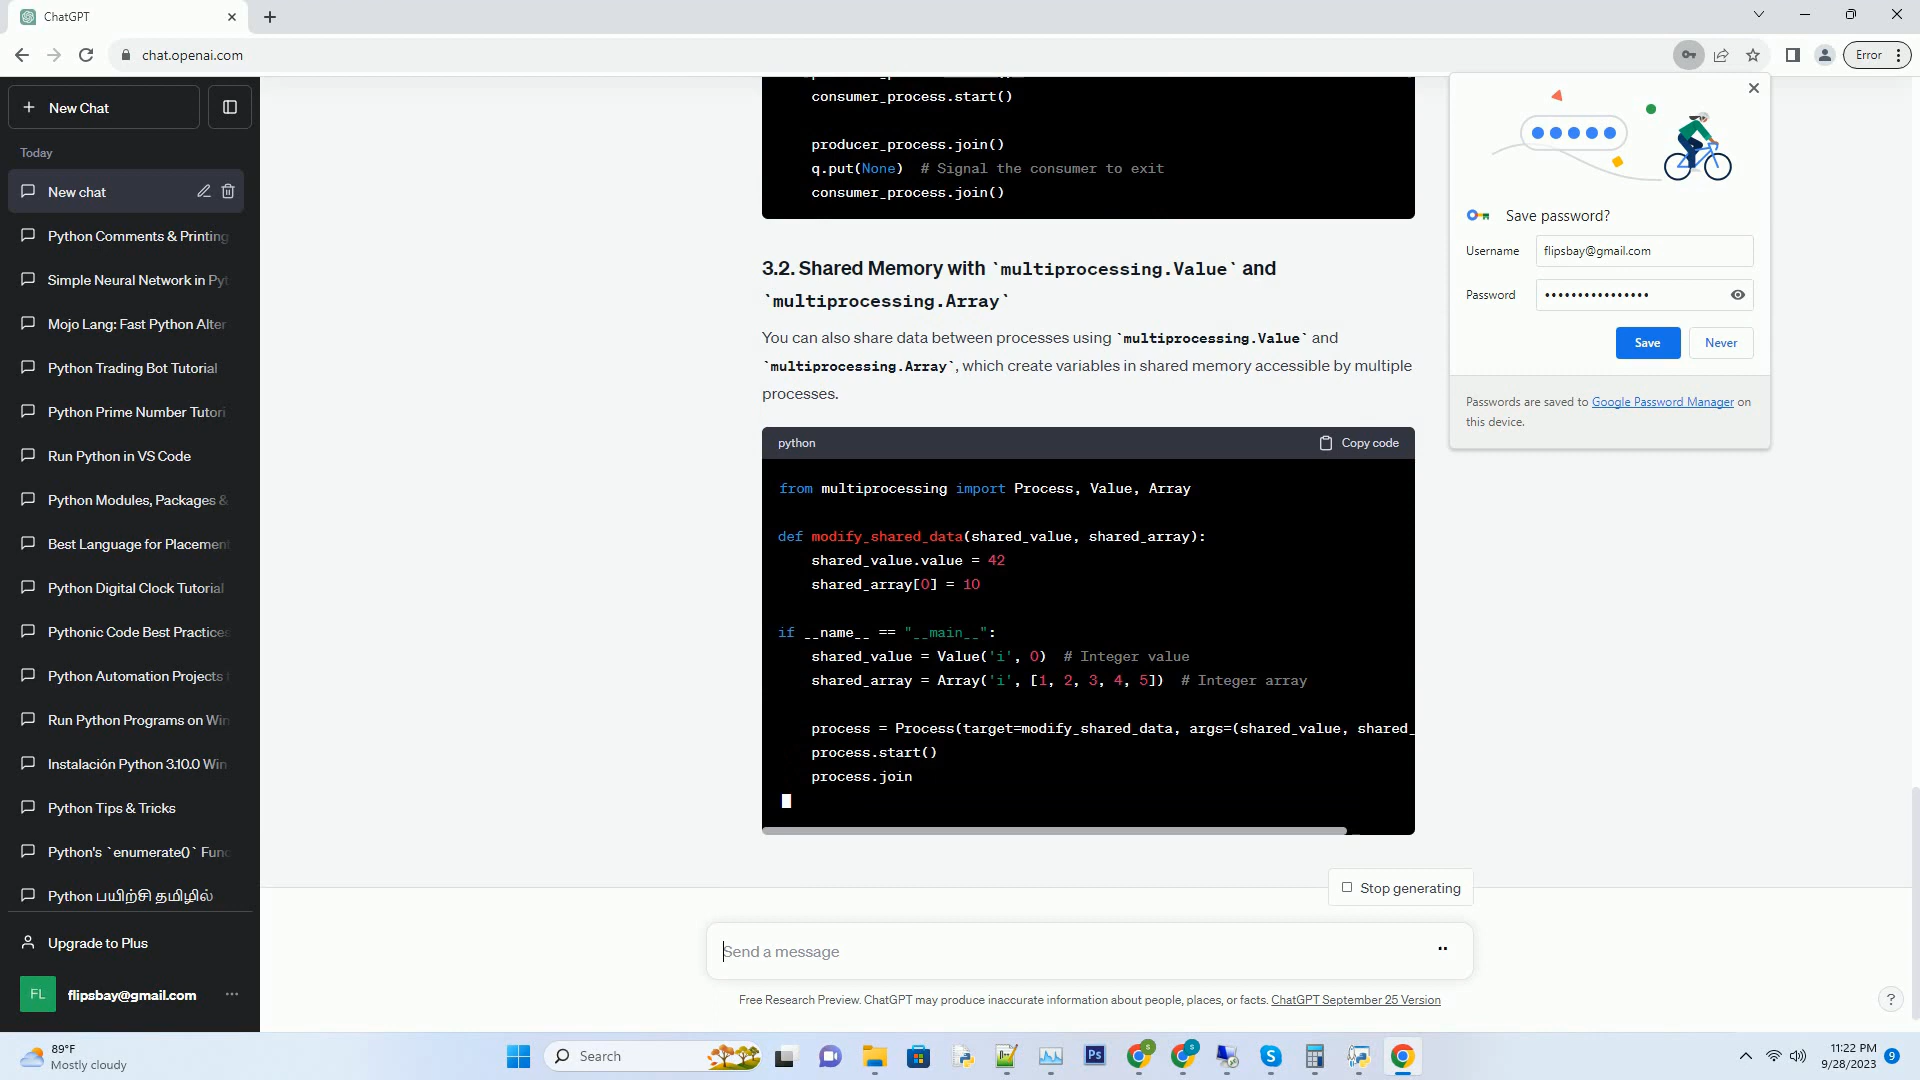 ChatGPT
chat.openai.com
Error
New Chat
Today
New chat
Python Comments & Printing
Simple Neural Network in Pyt
Mojo Lang: Fast Python Alter
Python Trading Bot Tutorial
Python Prime Number Tutori
Run Python in VS Code
Python Modules, Packages &
Best Language for Placement
Python Digital Clock Tutorial
Pythonic Code Best Practices
Python Automation Projects
Run Python Programs on Win
Instalación Python 3.10.0 Win
Python Tips & Tricks
Python's `enumerate()` Func
Python பயிற்சி தமிழில்
Upgrade to Plus
FL flipsbay@gmail.com
consumer_process.start()
producer_process.join()
q.put(None)  # Signal the consumer to exit
consumer_process.join()
3.2. Shared Memory with `multiprocessing.Value` and
`multiprocessing.Array`
You can also share data between processes using `multiprocessing.Value` and
`multiprocessing.Array`, which create variables in shared memory accessible by multiple
processes.
python Copy code
from multiprocessing import Process, Value, Array
def modify_shared_data(shared_value, shared_array):
shared_value.value = 42
shared_array[0] = 10
if __name__ == "__main__":
shared_value = Value('i', 0)  # Integer value
shared_array = Array('i', [1, 2, 3, 4, 5])  # Integer array
process = Process(target=modify_shared_data, args=(shared_value, shared_
process.start()
process.join
Stop generating
Send a message
Free Research Preview. ChatGPT may produce inaccurate information about people, places, or facts. ChatGPT September 25 Version
?
Save password?
Username flipsbay@gmail.com
Password ••••••••••••••••
Save Never
Passwords are saved to Google Password Manager on
this device.
89°F
Mostly cloudy
Search
Ps
S
S
11:22 PM
9/28/2023
9